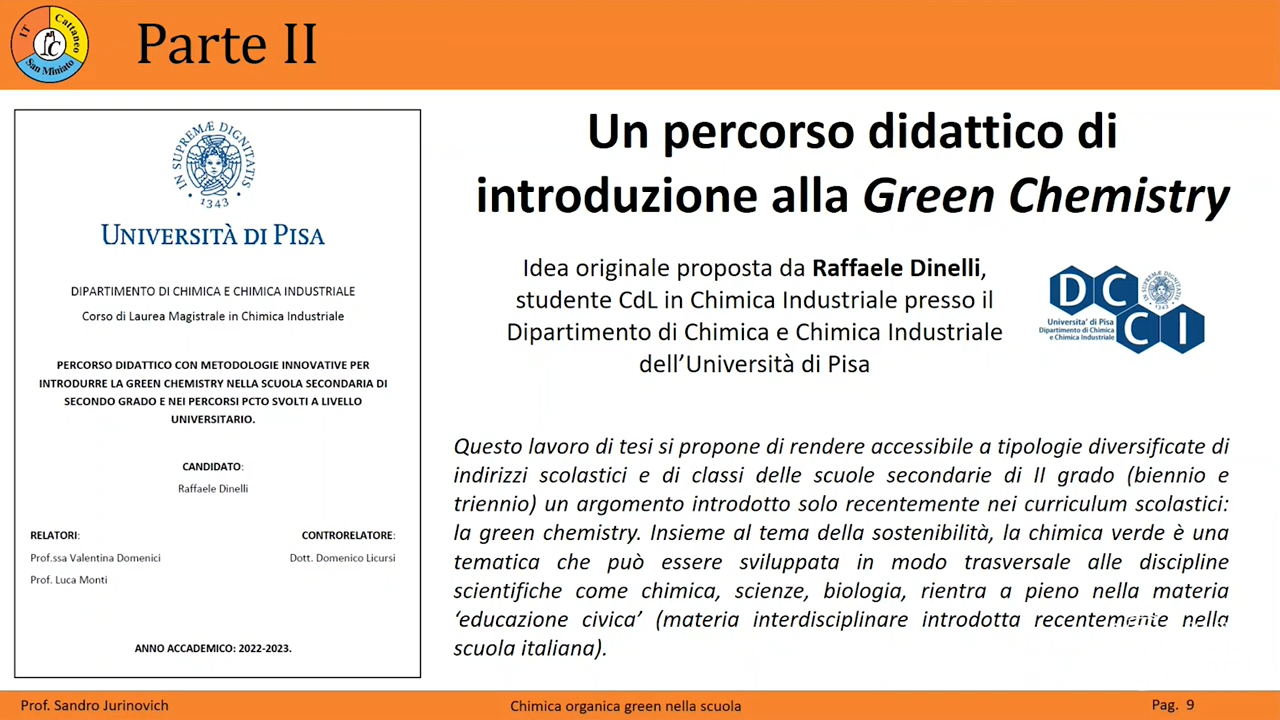 IT
Cattaneo
San Miniato
Parte II
IN SUPREMÆ DIGNITATIS
• 1343 •
UNIVERSITÀ DI PISA
DIPARTIMENTO DI CHIMICA E CHIMICA INDUSTRIALE
Corso di Laurea Magistrale in Chimica Industriale
PERCORSO DIDATTICO CON METODOLOGIE INNOVATIVE PER
INTRODURRE LA GREEN CHEMISTRY NELLA SCUOLA SECONDARIA DI
SECONDO GRADO E NEI PERCORSI PCTO SVOLTI A LIVELLO
UNIVERSITARIO.
CANDIDATO:
Raffaele Dinelli
RELATORI:
CONTRORELATORE:
Prof.ssa Valentina Domenici
Dott. Domenico Licursi
Prof. Luca Monti
ANNO ACCADEMICO: 2022-2023.
Un percorso didattico di
introduzione alla Green Chemistry
Idea originale proposta da Raffaele Dinelli,
studente CdL in Chimica Industriale presso il
Dipartimento di Chimica e Chimica Industriale
dell’Università di Pisa
D C
C I
Universita' di Pisa
Dipartimento di Chimica
e Chimica Industriale
Questo lavoro di tesi si propone di rendere accessibile a tipologie diversificate di
indirizzi scolastici e di classi delle scuole secondarie di II grado (biennio e
triennio) un argomento introdotto solo recentemente nei curriculum scolastici:
la green chemistry. Insieme al tema della sostenibilità, la chimica verde è una
tematica che può essere sviluppata in modo trasversale alle discipline
scientifiche come chimica, scienze, biologia, rientra a pieno nella materia
‘educazione civica’ (materia interdisciplinare introdotta recentemente nella
scuola italiana).
Prof. Sandro Jurinovich
Chimica organica green nella scuola
Pag. 9